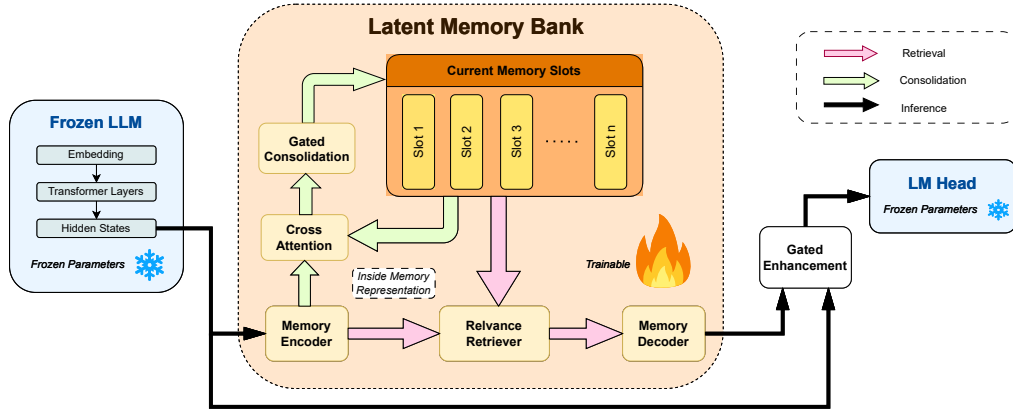 Latent Memory Bank
Retrieval
Consolidation
Inference
Current Memory Slots
Slot 1
Slot 2
Slot 3
.....
Slot n
Frozen LLM
Embedding
Transformer Layers
Hidden States
Frozen Parameters
Gated
Consolidation
Cross
Attention
Inside Memory
Representation
Trainable
Memory
Encoder
Relvance
Retriever
Memory
Decoder
Gated
Enhancement
LM Head
Frozen Parameters